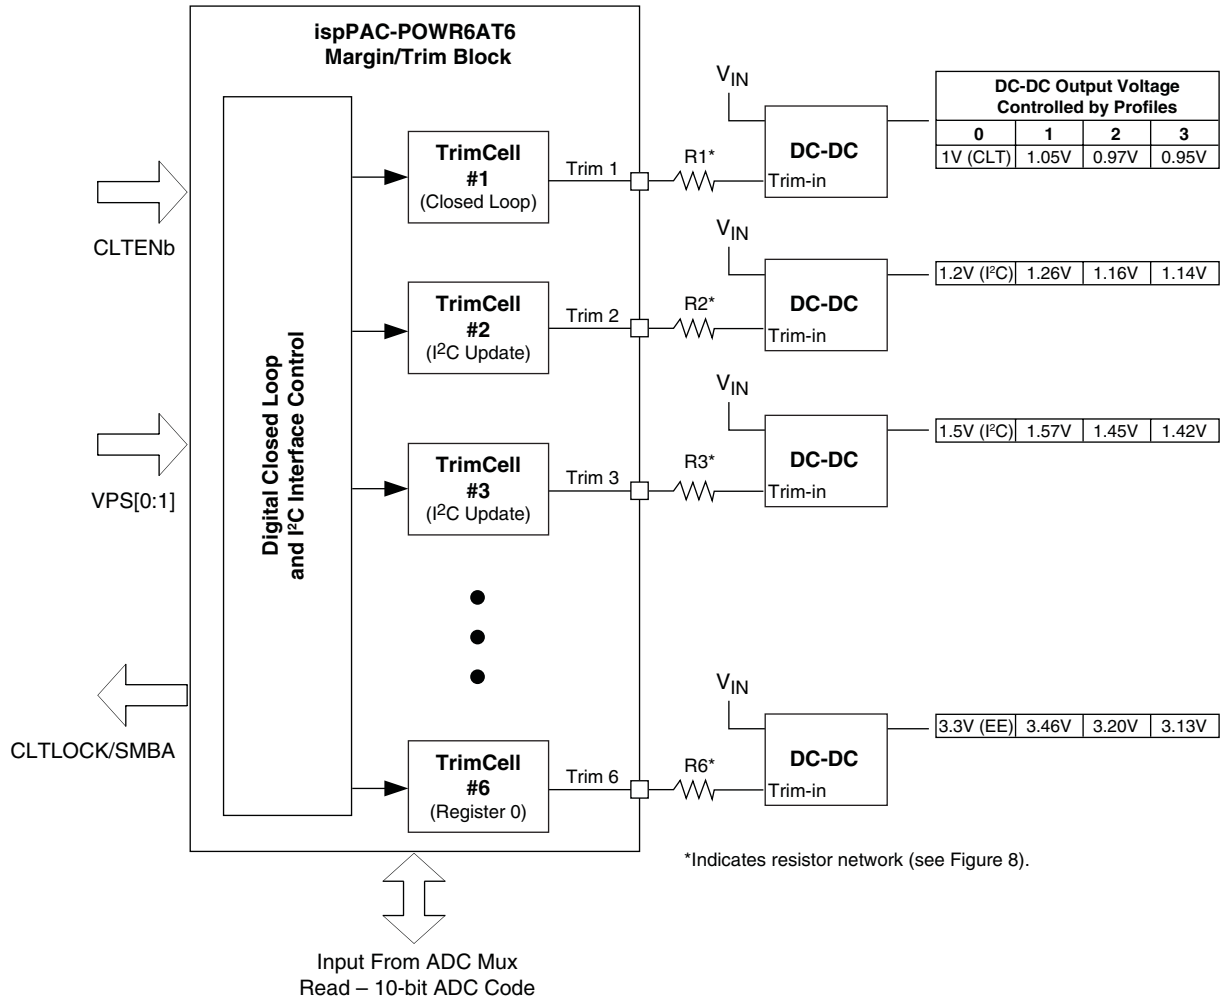 ispPAC-POWR6AT6
Margin/Trim Block
CLTENb
VPS[0:1]
CLTLOCK/SMBA
Digital Closed Loop
and I²C Interface Control
TrimCell
#1
(Closed Loop)
Trim 1
R1*
VIN
DC-DC
Trim-in
DC-DC Output Voltage
Controlled by Profiles
0 1 2 3
1V (CLT) 1.05V 0.97V 0.95V
TrimCell
#2
(I²C Update)
Trim 2
R2*
VIN
DC-DC
Trim-in
1.2V (I²C) 1.26V 1.16V 1.14V
TrimCell
#3
(I²C Update)
Trim 3
R3*
VIN
DC-DC
Trim-in
1.5V (I²C) 1.57V 1.45V 1.42V
TrimCell
#6
(Register 0)
Trim 6
R6*
VIN
DC-DC
Trim-in
3.3V (EE) 3.46V 3.20V 3.13V
*Indicates resistor network (see Figure 8).
Input From ADC Mux
Read – 10-bit ADC Code